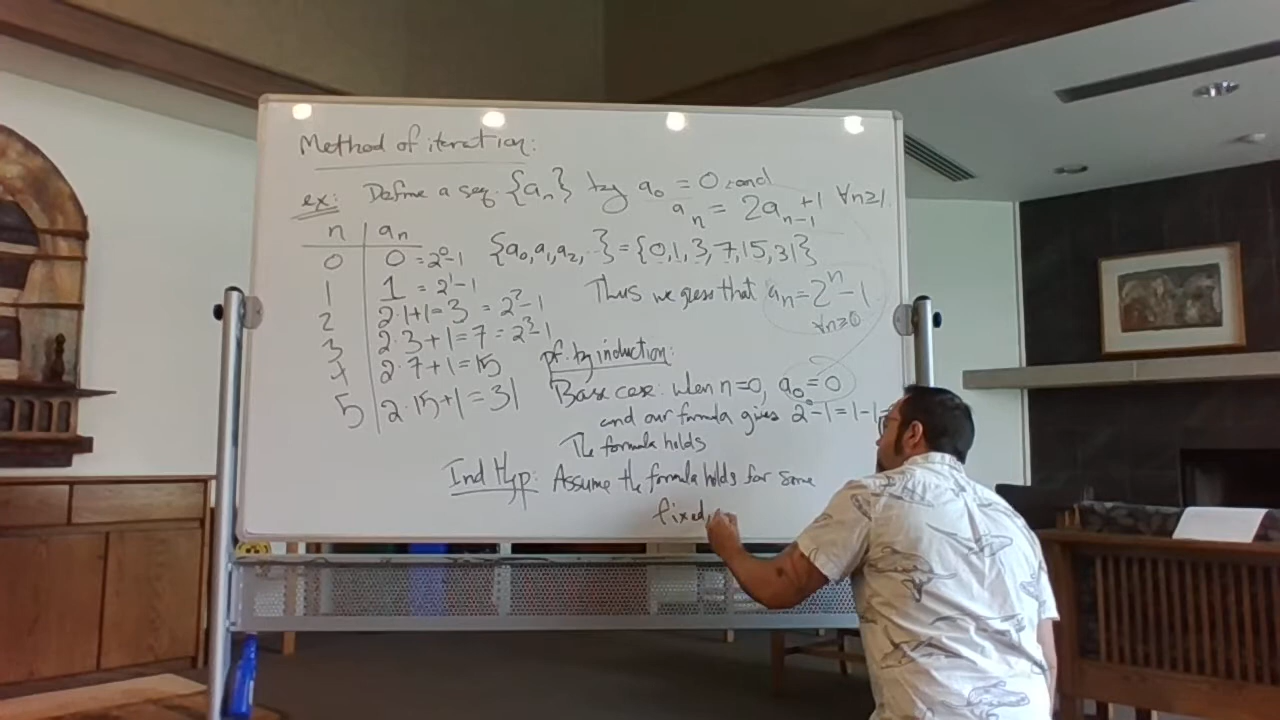 Method of iteration:
ex: Define a seq. {aₙ} by a₀ = 0 and
aₙ = 2aₙ₋₁ + 1 ∀n≥1.
n | aₙ
0 | 0 = 2⁰-1
1 | 1 = 2¹-1
2 | 2·1+1=3 = 2²-1
3 | 2·3+1=7 = 2³-1
4 | 2·7+1=15
5 | 2·15+1=31
{a₀,a₁,a₂,...} = {0,1,3,7,15,31}
Thus we guess that aₙ=2ⁿ-1
∀n≥0
pf. by induction:
Base case: when n=0, a₀=0
and our formula gives 2⁰-1=1-1=
The formula holds
Ind Hyp: Assume the formula holds for some
fixed,